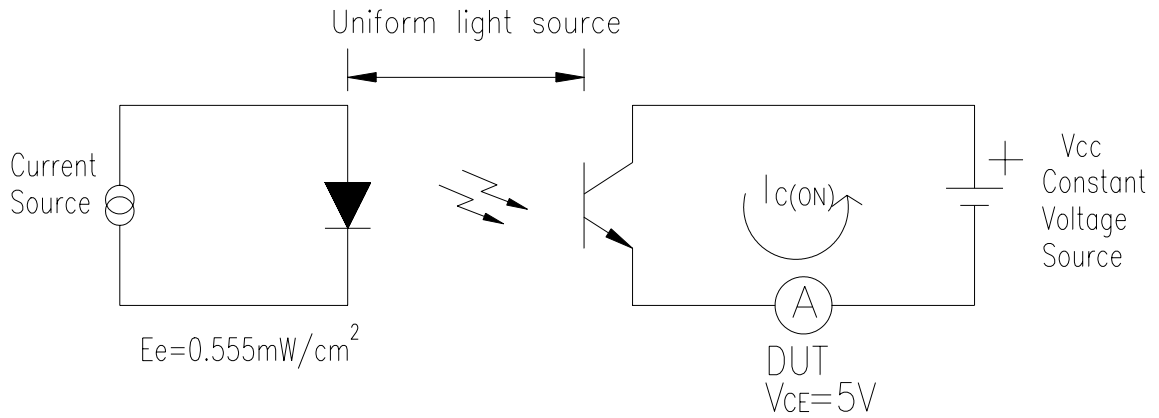 Uniform light source
Current
Source
IC(ON)
+
Vcc
Constant
Voltage
Source
A
Ee=0.555mW/cm²
DUT
VCE=5V